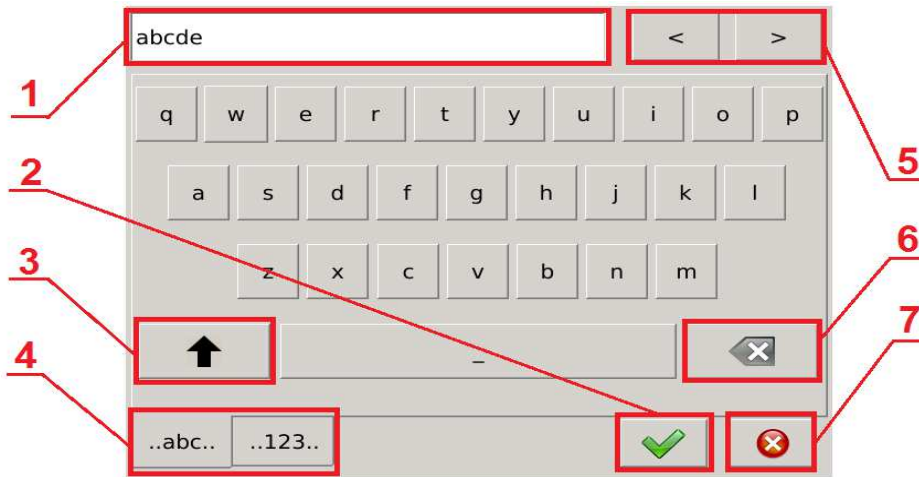 abcde < >
1
q w e r t y u i o p
2 5
a s d f g h j k l
3 6
z x c v b n m
4 _ 7
..abc.. ..123..